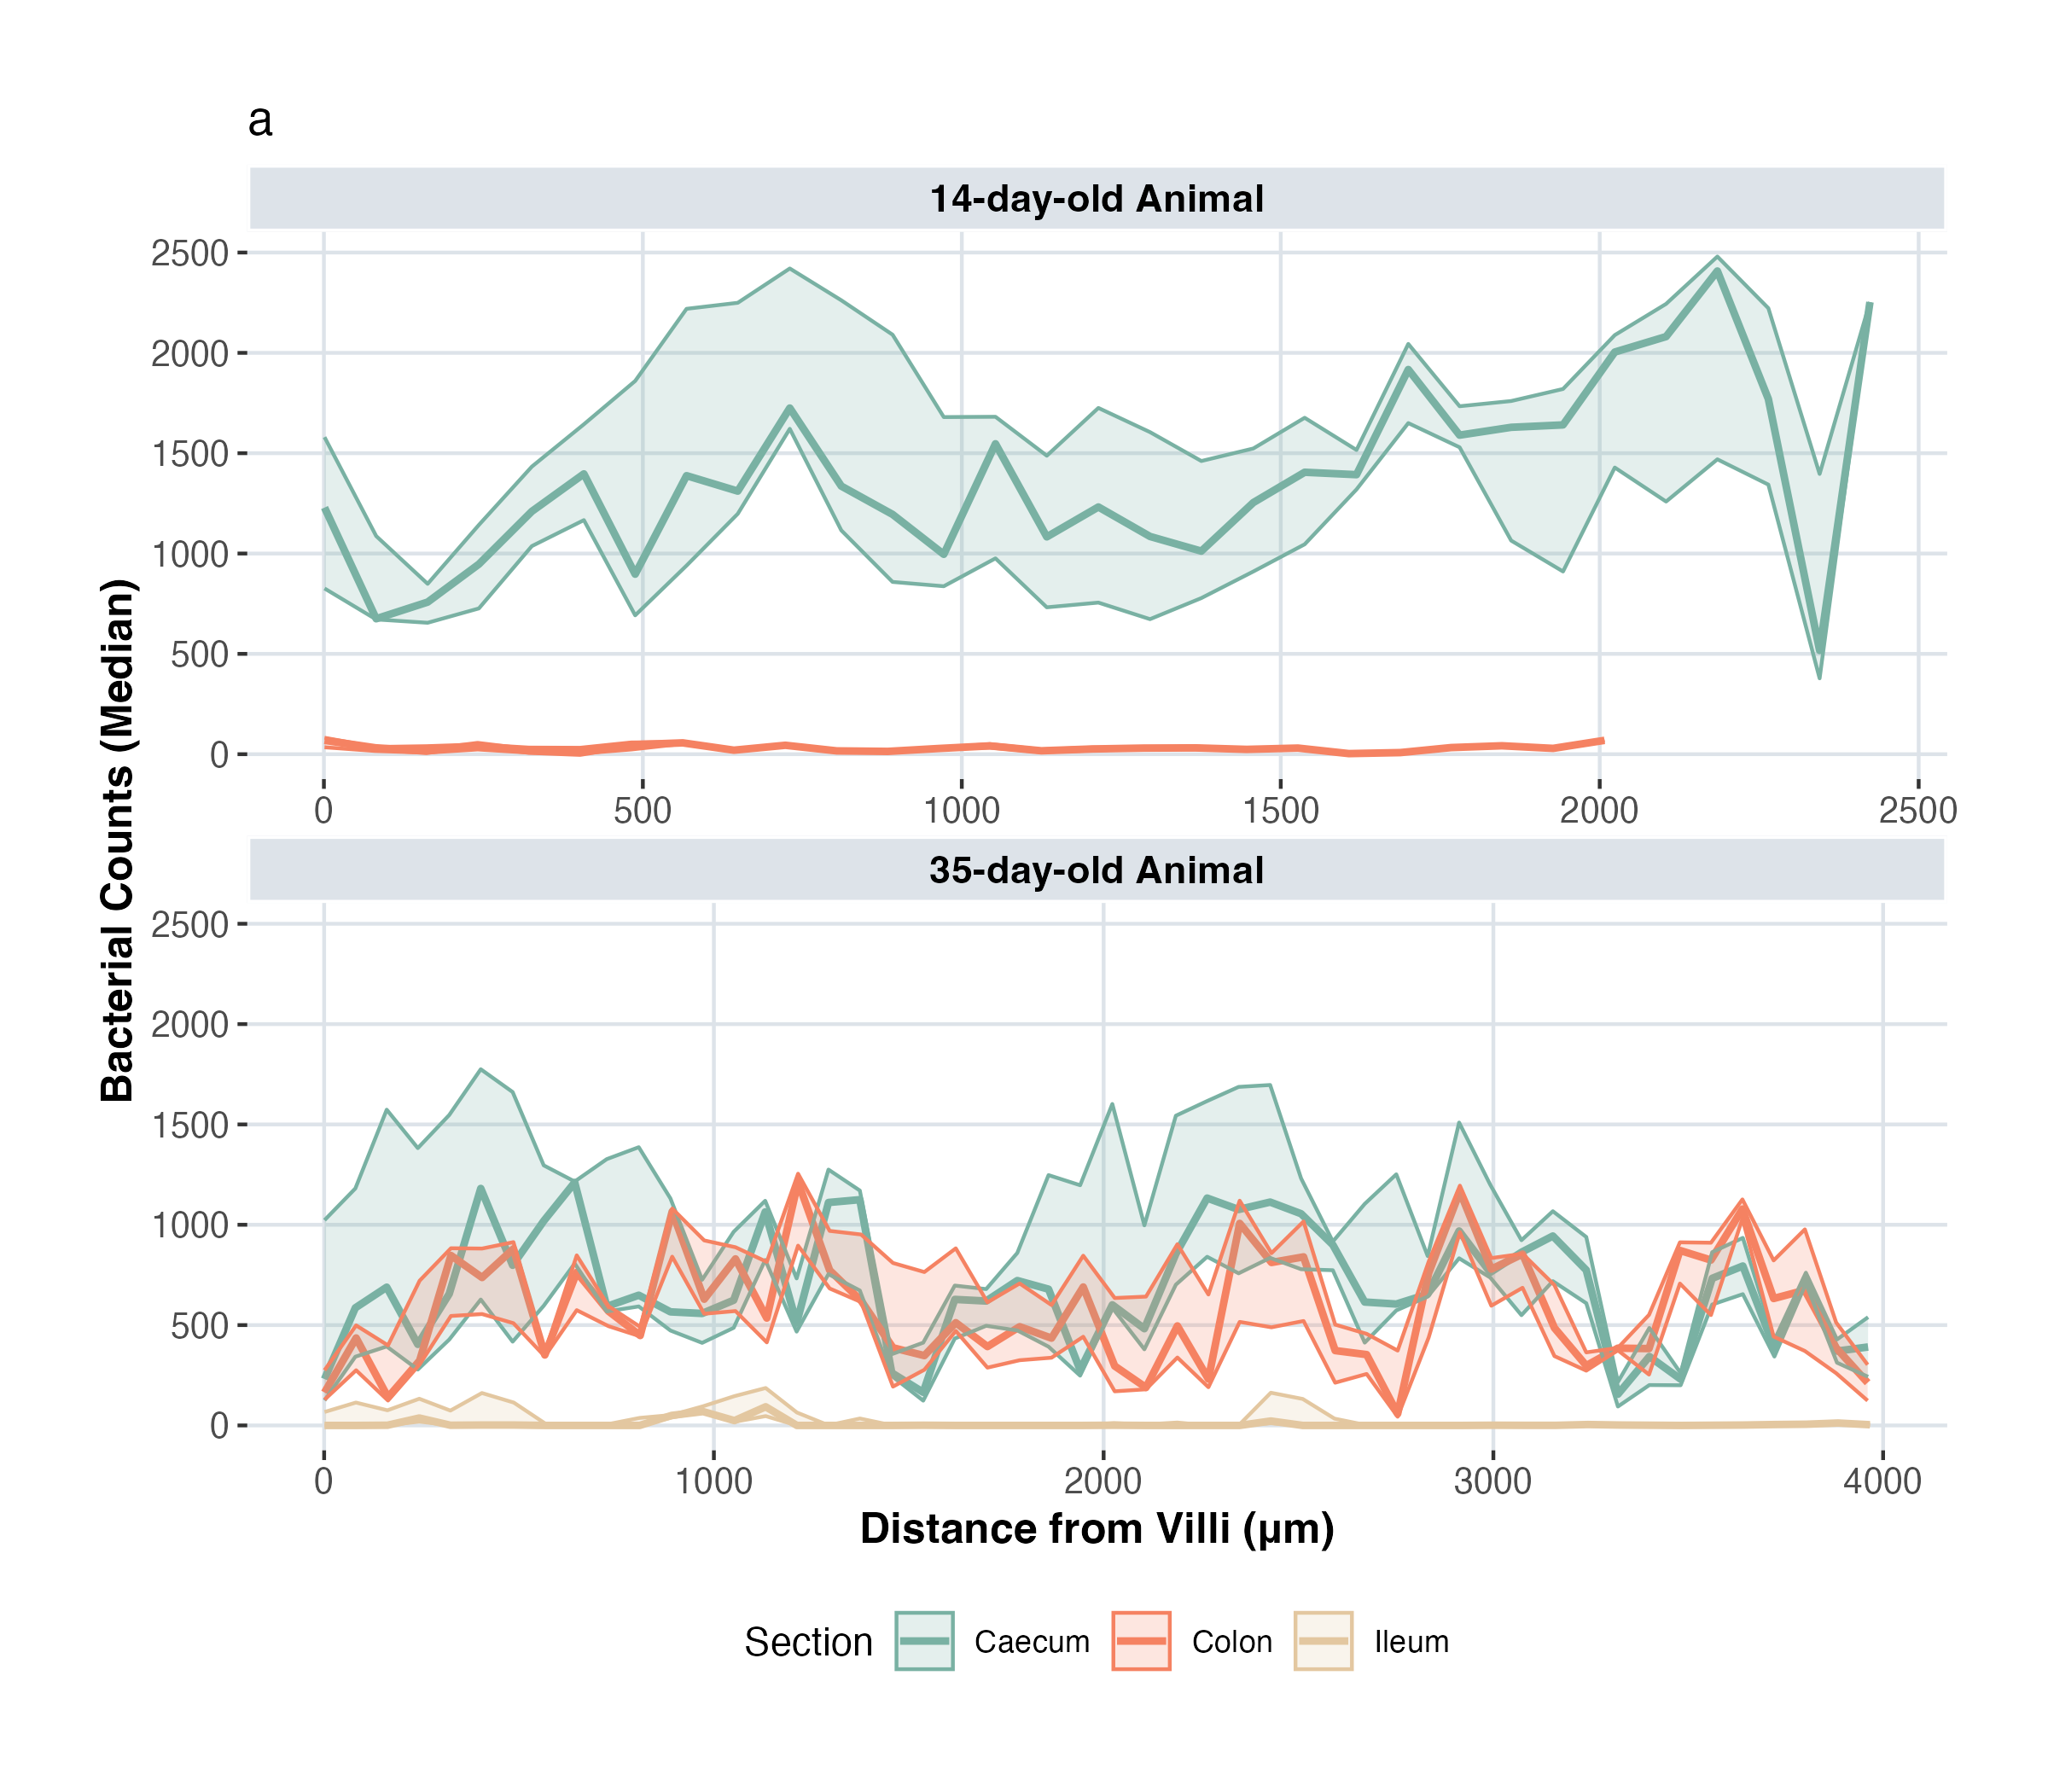 a
14-day-old Animal
2500
2000
1500
1000
500
0
0 500 1000 1500 2000 2500
35-day-old Animal
2500
2000
1500
1000
500
0
0 1000 2000 3000 4000
Bacterial Counts (Median)
Distance from Villi (µm)
Section Caecum Colon Ileum